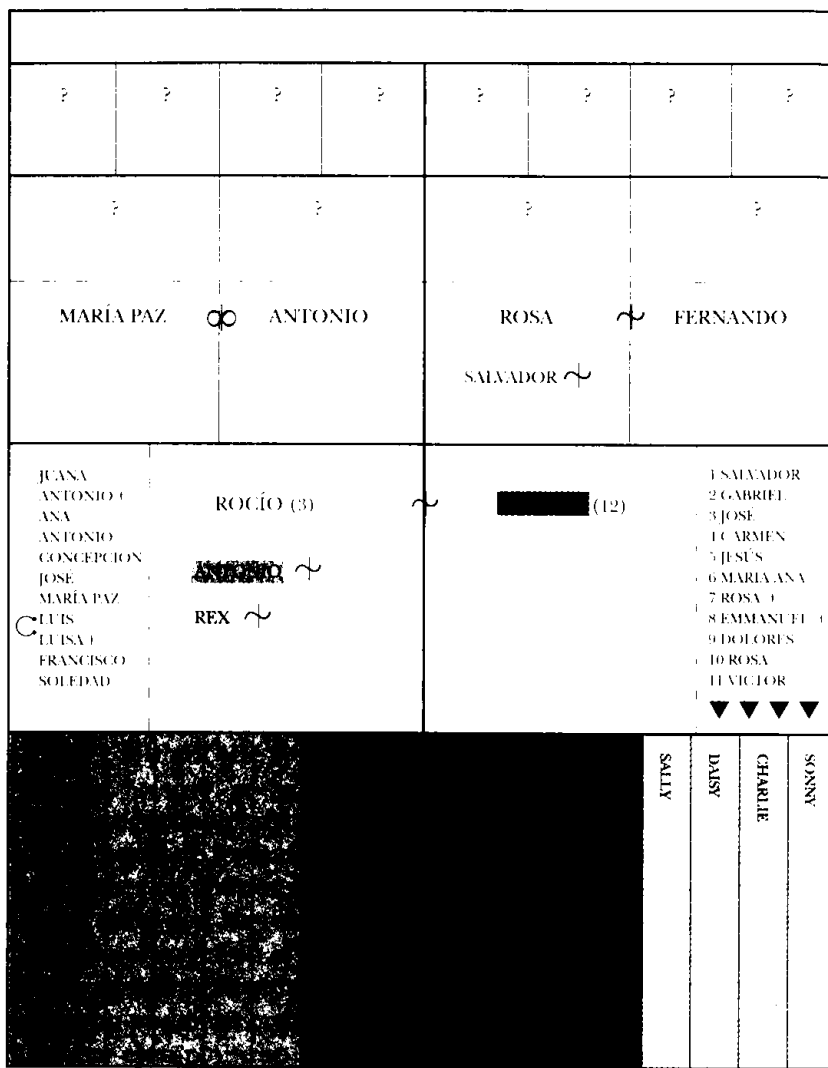 ? ? ? ? ? ? ? ?
? ? ? ?
MARÍA PAZ ∞ ANTONIO
ROSA ~ FERNANDO
SALVADOR ~
JUANA
ANTONIO †
ANA
ANTONIO
CONCEPCION
JOSÉ
MARÍA PAZ
LUIS
LUISA †
FRANCISCO
SOLEDAD
ROCÍO (3) ~ (12)
ANTONIO ~
REX ~
1 SALVADOR
2 GABRIEL
3 JOSÉ
4 CARMEN
5 JESÚS
6 MARIA ANA
7 ROSA †
8 EMMANUEL †
9 DOLORES
10 ROSA
11 VICTOR
SALLY
DAISY
CHARLIE
SONNY